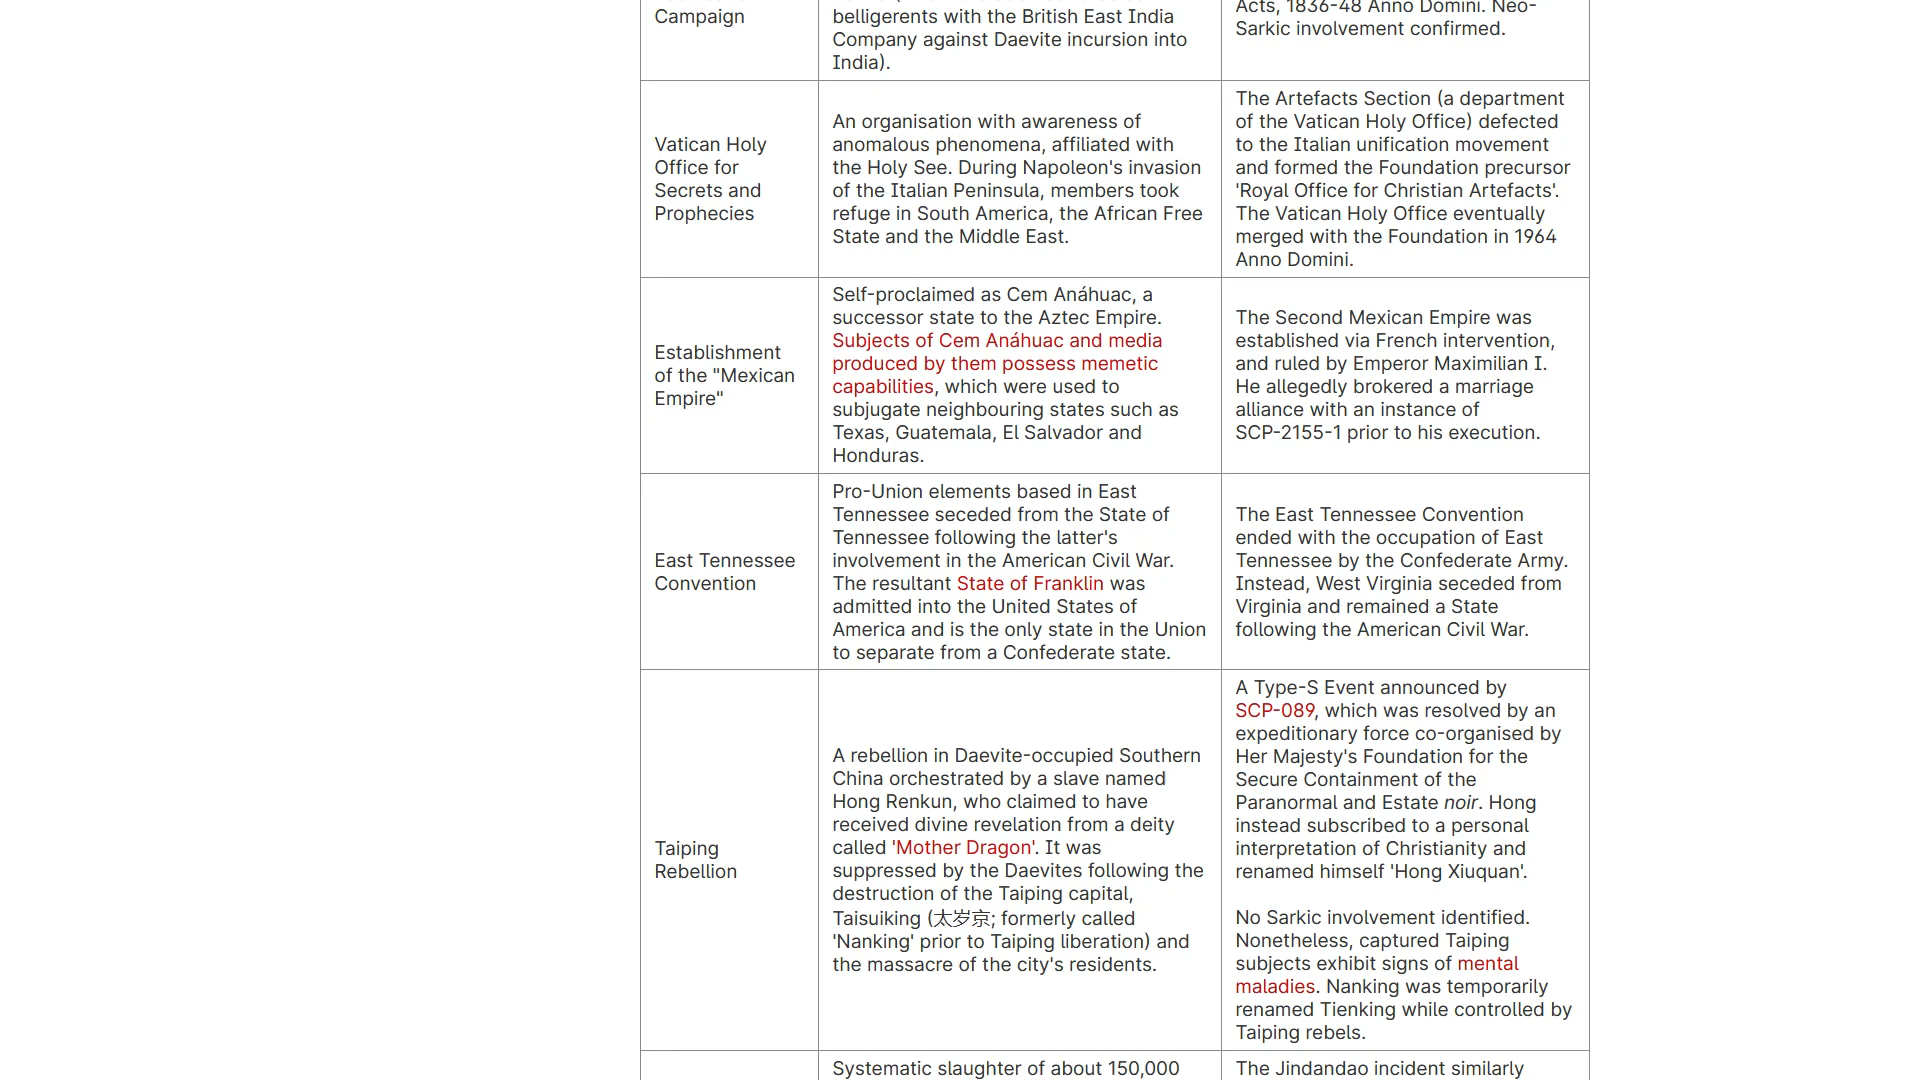 Campaign
belligerents with the British East India
Company against Daevite incursion into
India).
Acts, 1836-48 Anno Domini. Neo-
Sarkic involvement confirmed.
Vatican Holy
Office for
Secrets and
Prophecies
An organisation with awareness of
anomalous phenomena, affiliated with
the Holy See. During Napoleon's invasion
of the Italian Peninsula, members took
refuge in South America, the African Free
State and the Middle East.
The Artefacts Section (a department
of the Vatican Holy Office) defected
to the Italian unification movement
and formed the Foundation precursor
'Royal Office for Christian Artefacts'.
The Vatican Holy Office eventually
merged with the Foundation in 1964
Anno Domini.
Establishment
of the "Mexican
Empire"
Self-proclaimed as Cem Anáhuac, a
successor state to the Aztec Empire.
Subjects of Cem Anáhuac and media
produced by them possess memetic
capabilities, which were used to
subjugate neighbouring states such as
Texas, Guatemala, El Salvador and
Honduras.
The Second Mexican Empire was
established via French intervention,
and ruled by Emperor Maximilian I.
He allegedly brokered a marriage
alliance with an instance of
SCP-2155-1 prior to his execution.
East Tennessee
Convention
Pro-Union elements based in East
Tennessee seceded from the State of
Tennessee following the latter's
involvement in the American Civil War.
The resultant State of Franklin was
admitted into the United States of
America and is the only state in the Union
to separate from a Confederate state.
The East Tennessee Convention
ended with the occupation of East
Tennessee by the Confederate Army.
Instead, West Virginia seceded from
Virginia and remained a State
following the American Civil War.
Taiping
Rebellion
A rebellion in Daevite-occupied Southern
China orchestrated by a slave named
Hong Renkun, who claimed to have
received divine revelation from a deity
called 'Mother Dragon'. It was
suppressed by the Daevites following the
destruction of the Taiping capital,
Taisuiking (太岁京; formerly called
'Nanking' prior to Taiping liberation) and
the massacre of the city's residents.
A Type-S Event announced by
SCP-089, which was resolved by an
expeditionary force co-organised by
Her Majesty's Foundation for the
Secure Containment of the
Paranormal and Estate noir. Hong
instead subscribed to a personal
interpretation of Christianity and
renamed himself 'Hong Xiuquan'.
No Sarkic involvement identified.
Nonetheless, captured Taiping
subjects exhibit signs of mental
maladies. Nanking was temporarily
renamed Tienking while controlled by
Taiping rebels.
Systematic slaughter of about 150,000
The Jindandao incident similarly